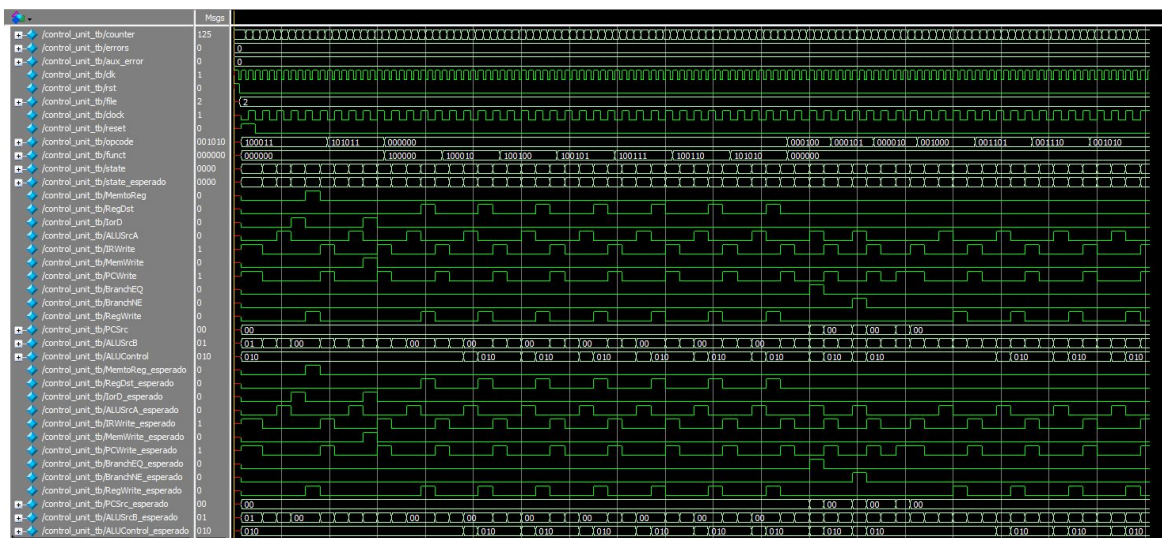 Msgs
/control_unit_tb/counter 125
/control_unit_tb/errors 0 0
/control_unit_tb/aux_error 0 0
/control_unit_tb/clk 1
/control_unit_tb/rst 0
/control_unit_tb/file 2 2
/control_unit_tb/clock 1
/control_unit_tb/reset 0
/control_unit_tb/opcode 001010 100011 101011 000000 000100 000101 000010 001000 001101 001110 001010
/control_unit_tb/funct 000000 000000 100000 100010 100100 100101 100111 100110 101010 000000
/control_unit_tb/state 0000
/control_unit_tb/state_esperado 0000
/control_unit_tb/MemtoReg 0
/control_unit_tb/RegDst 0
/control_unit_tb/IorD 0
/control_unit_tb/ALUSrcA 0
/control_unit_tb/IRWrite 1
/control_unit_tb/MemWrite 0
/control_unit_tb/PCWrite 1
/control_unit_tb/BranchEQ 0
/control_unit_tb/BranchNE 0
/control_unit_tb/RegWrite 0
/control_unit_tb/PCSrc 00 00 00 00 00
/control_unit_tb/ALUSrcB 01 01 00 00 00 00 00 00 00 00
/control_unit_tb/ALUControl 010 010 010 010 010 010 010 010 010 010 010 010 010
/control_unit_tb/MemtoReg_esperado 0
/control_unit_tb/RegDst_esperado 0
/control_unit_tb/IorD_esperado 0
/control_unit_tb/ALUSrcA_esperado 0
/control_unit_tb/IRWrite_esperado 1
/control_unit_tb/MemWrite_esperado 0
/control_unit_tb/PCWrite_esperado 1
/control_unit_tb/BranchEQ_esperado 0
/control_unit_tb/BranchNE_esperado 0
/control_unit_tb/RegWrite_esperado 0
/control_unit_tb/PCSrc_esperado 00 00 00 00 00
/control_unit_tb/ALUSrcB_esperado 01 01 00 00 00 00 00 00 00 00
/control_unit_tb/ALUControl_esperado 010 010 010 010 010 010 010 010 010 010 010 010 010